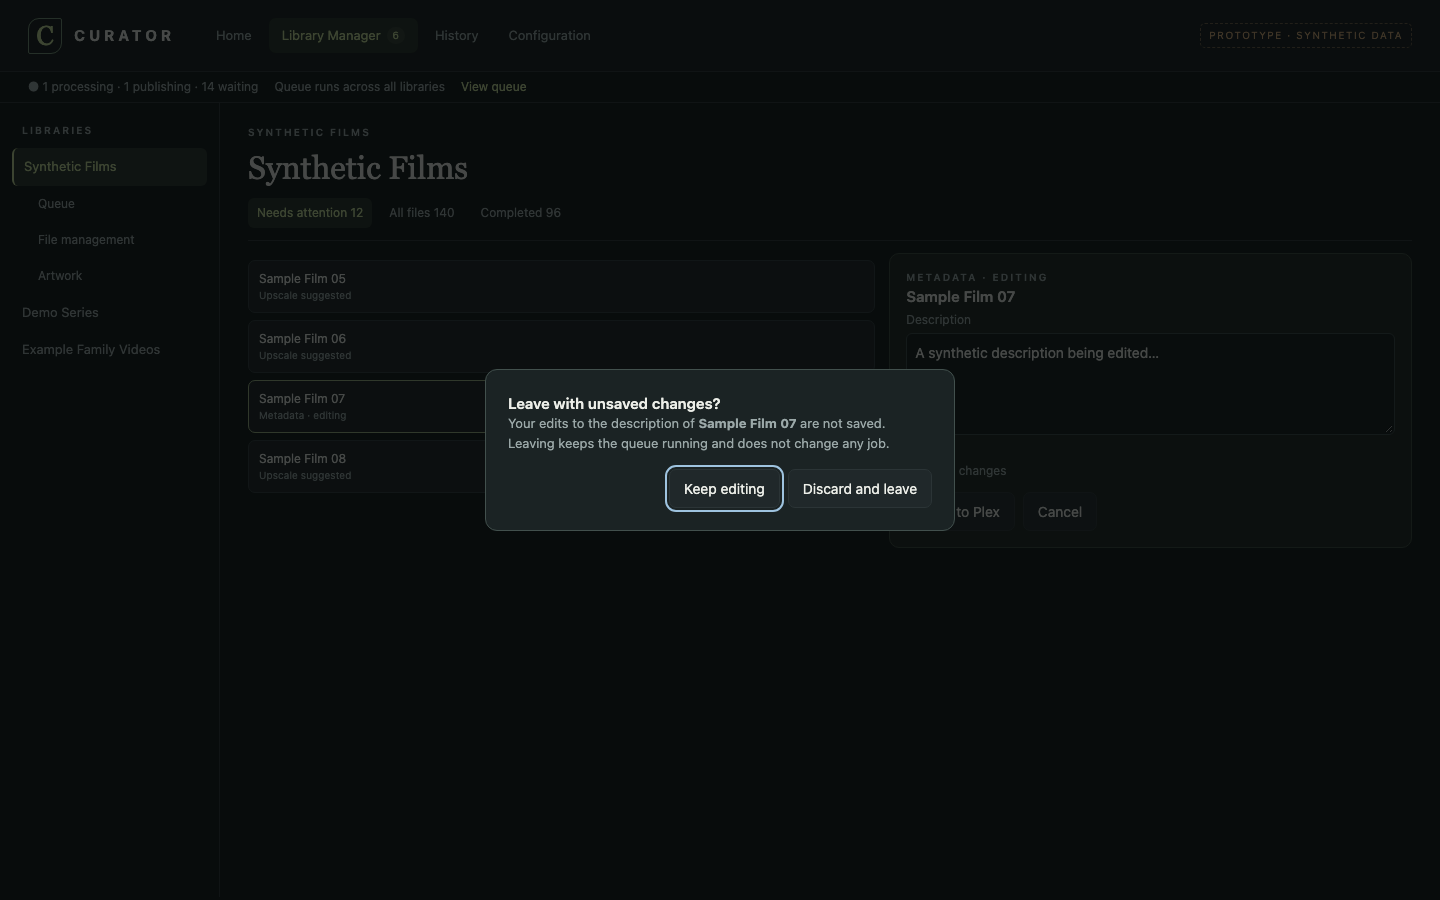 C CURATOR
Home
Library Manager 6
History
Configuration
PROTOTYPE · SYNTHETIC DATA
1 processing · 1 publishing · 14 waiting
Queue runs across all libraries
View queue
LIBRARIES
Synthetic Films
Queue
File management
Artwork
Demo Series
Example Family Videos
SYNTHETIC FILMS
Synthetic Films
Needs attention 12
All files 140
Completed 96
Sample Film 05
Upscale suggested
Sample Film 06
Upscale suggested
Sample Film 07
Metadata · editing
Sample Film 08
Upscale suggested
METADATA · EDITING
Sample Film 07
Description
A synthetic description being edited...
changes
to Plex
Cancel
Leave with unsaved changes?
Your edits to the description of Sample Film 07 are not saved.
Leaving keeps the queue running and does not change any job.
Keep editing
Discard and leave